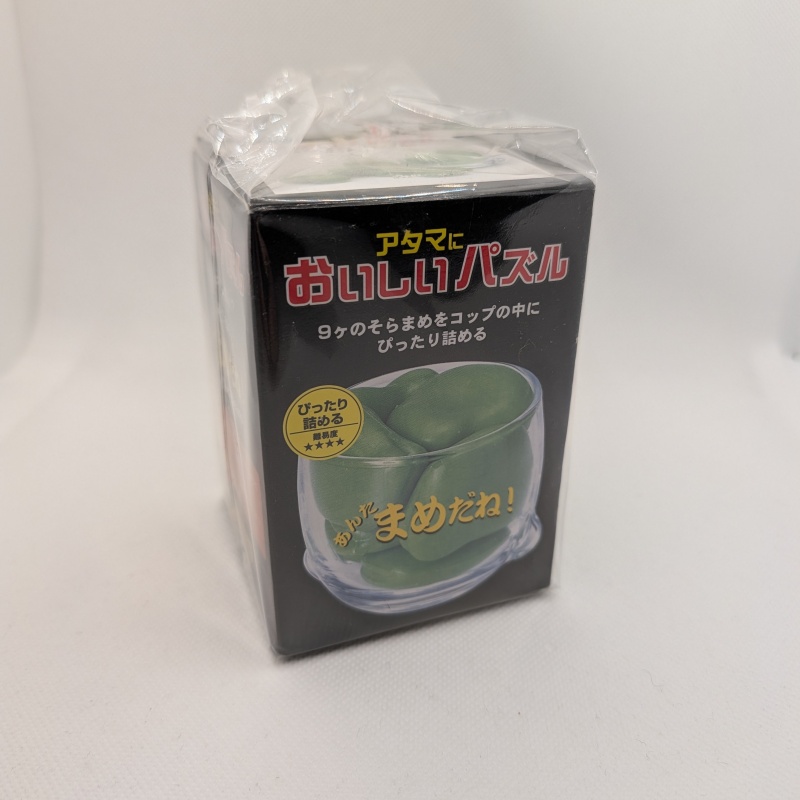 アタマに
おいしいパズル
9ヶのそらまめをコップの中に
ぴったり詰める
ぴったり
詰める
難易度
★★★★
あんた
まめだね!